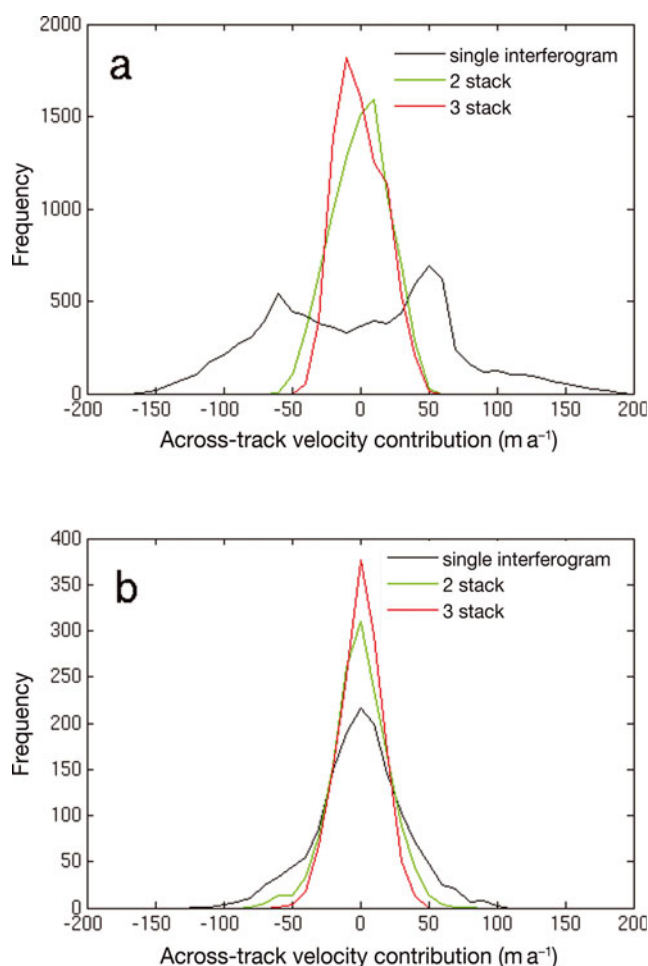 2000
a
single interferogram
2 stack
3 stack
1500
Frequency
1000
500
0
-200 -150 -100 -50 0 50 100 150 200
Across-track velocity contribution (m a⁻¹)
400
b
single interferogram
2 stack
3 stack
350
300
250
Frequency
200
150
100
50
0
-200 -150 -100 -50 0 50 100 150 200
Across-track velocity contribution (m a⁻¹)